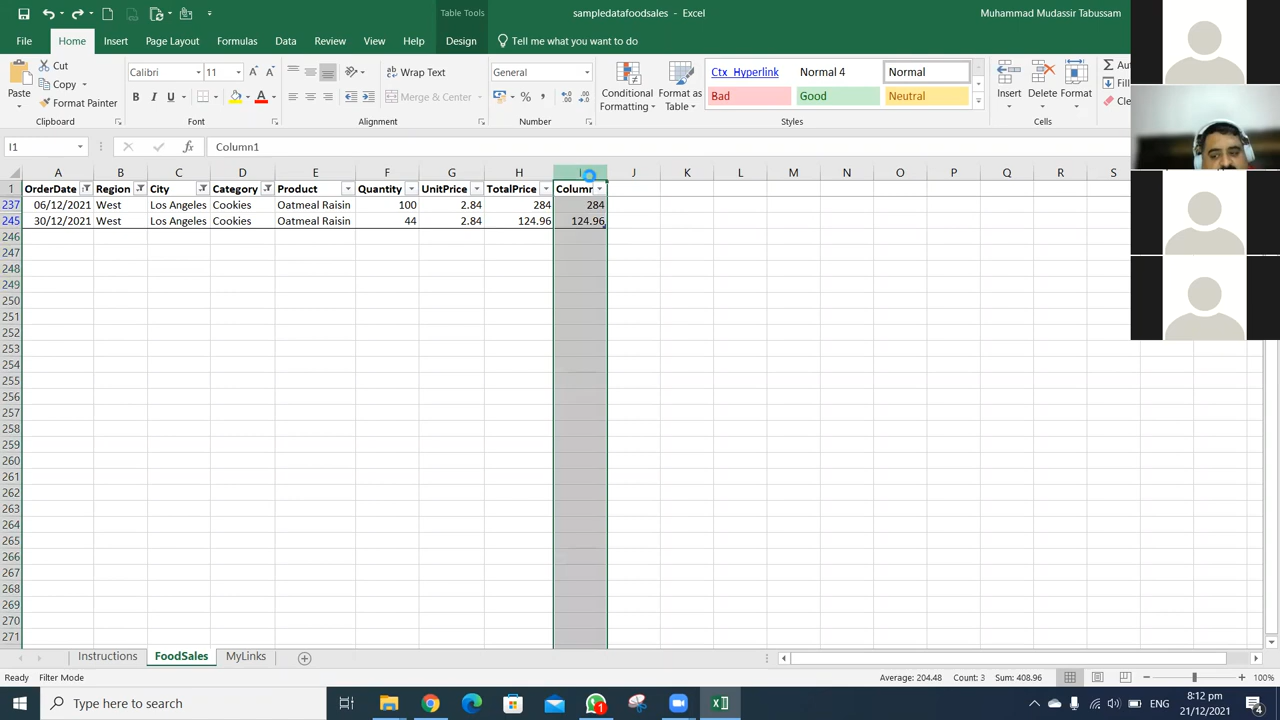 Table Tools
sampledatafoodsales - Excel
Muhammad Mudassir Tabussam
File Home Insert Page Layout Formulas Data Review View Help Design Tell me what you want to do
Paste
Cut
Copy
Format Painter
Clipboard
Calibri 11
B I U
Font
Wrap Text
Merge & Center
Alignment
General
% ,
Number
Conditional Formatting
Format as Table
Ctx_Hyperlink Normal 4 Normal
Bad Good Neutral
Styles
Insert Delete Format
Cells
I1 fx Column1
A B C D E F G H I J K L M N O P Q R S
1 OrderDate Region City Category Product Quantity UnitPrice TotalPrice Column
237 06/12/2021 West Los Angeles Cookies Oatmeal Raisin 100 2.84 284 284
245 30/12/2021 West Los Angeles Cookies Oatmeal Raisin 44 2.84 124.96 124.96
246
247
248
249
250
251
252
253
254
255
256
257
258
259
260
261
262
263
264
265
266
267
268
269
270
271
Instructions FoodSales MyLinks
Ready Filter Mode Average: 204.48 Count: 3 Sum: 408.96 100%
Type here to search
1
ENG
8:12 pm
21/12/2021
4